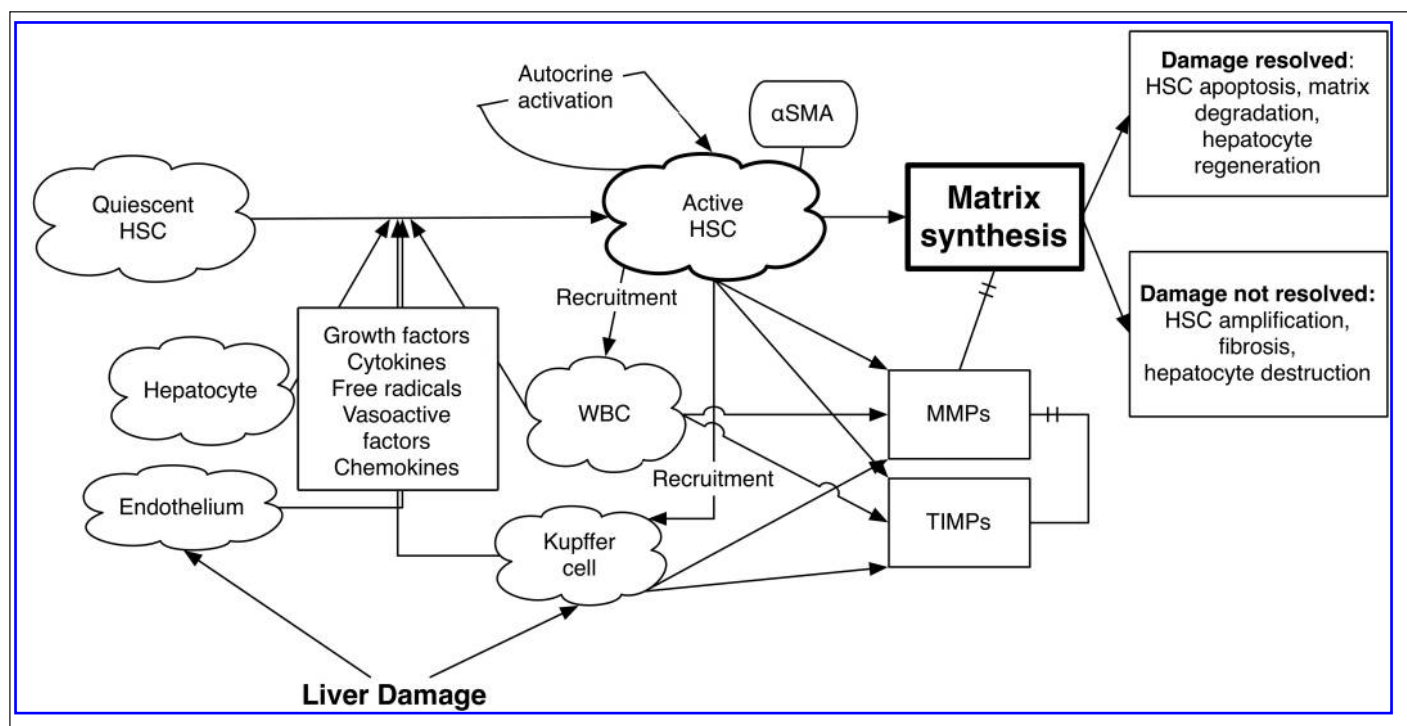 Autocrine
activation
αSMA
Damage resolved:
HSC apoptosis, matrix
degradation,
hepatocyte
regeneration
Quiescent
HSC
Active
HSC
Matrix
synthesis
Recruitment
Damage not resolved:
HSC amplification,
fibrosis,
hepatocyte destruction
Growth factors
Cytokines
Free radicals
Vasoactive
factors
Chemokines
Hepatocyte
WBC
MMPs
Recruitment
Endothelium
Kupffer
cell
TIMPs
Liver Damage